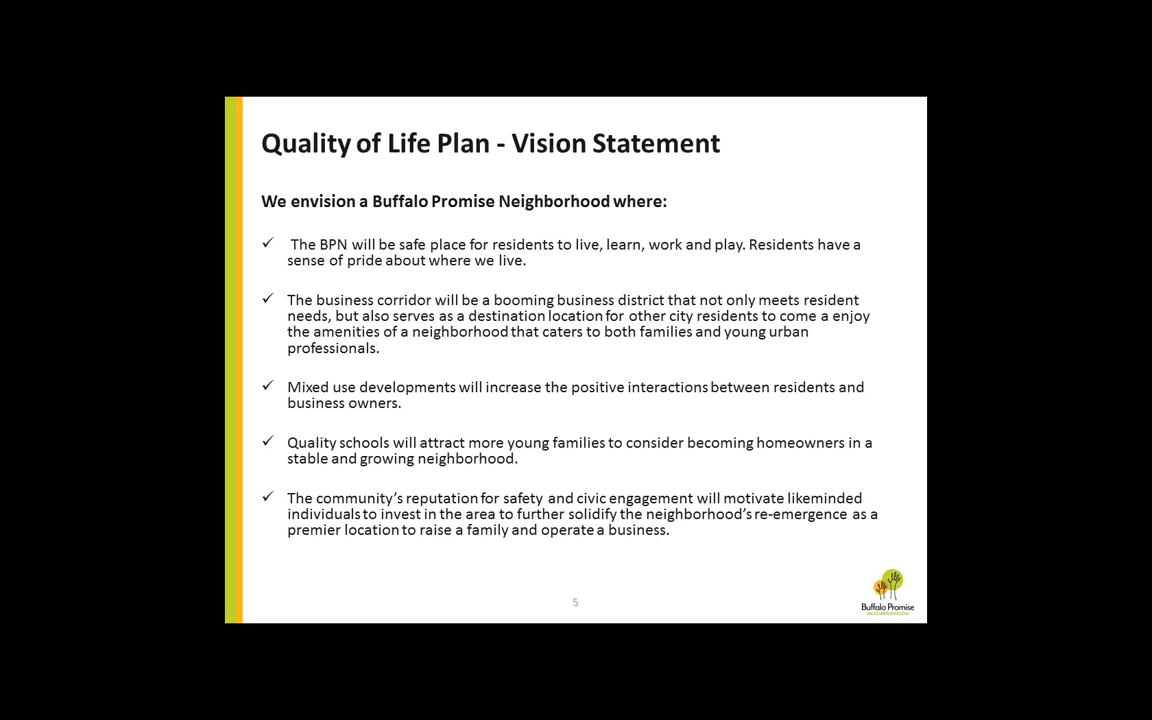 Quality of Life Plan - Vision Statement
We envision a Buffalo Promise Neighborhood where:
✓ The BPN will be safe place for residents to live, learn, work and play. Residents have a
sense of pride about where we live.
✓ The business corridor will be a booming business district that not only meets resident
needs, but also serves as a destination location for other city residents to come a enjoy
the amenities of a neighborhood that caters to both families and young urban
professionals.
✓ Mixed use developments will increase the positive interactions between residents and
business owners.
✓ Quality schools will attract more young families to consider becoming homeowners in a
stable and growing neighborhood.
✓ The community’s reputation for safety and civic engagement will motivate likeminded
individuals to invest in the area to further solidify the neighborhood’s re-emergence as a
premier location to raise a family and operate a business.
5
Buffalo Promise